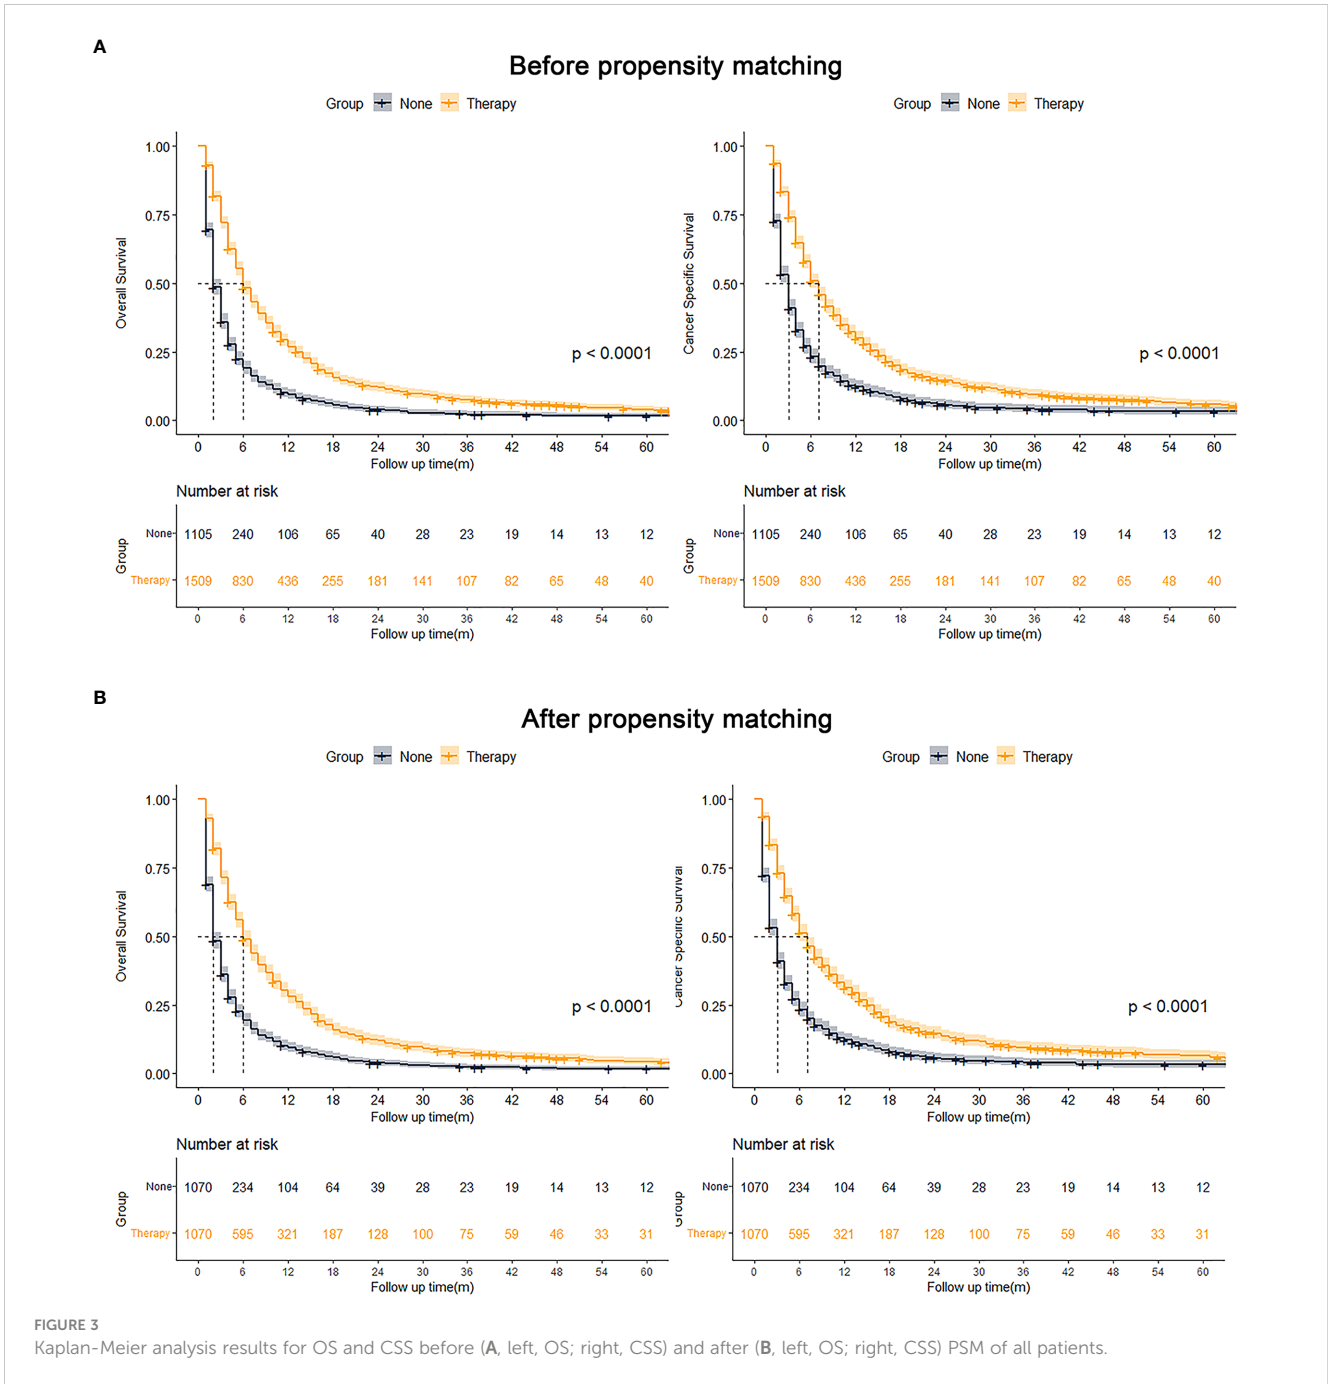 A
Before propensity matching
Group None Therapy
Group None Therapy
1.00
0.75
0.50
0.25
0.00
Overall Survival
p < 0.0001
0 6 12 18 24 30 36 42 48 54 60
Follow up time(m)
1.00
0.75
0.50
0.25
0.00
Cancer Specific Survival
p < 0.0001
0 6 12 18 24 30 36 42 48 54 60
Follow up time(m)
Number at risk
Group
None 1105 240 106 65 40 28 23 19 14 13 12
Therapy 1509 830 436 255 181 141 107 82 65 48 40
0 6 12 18 24 30 36 42 48 54 60
Follow up time(m)
Number at risk
Group
None 1105 240 106 65 40 28 23 19 14 13 12
Therapy 1509 830 436 255 181 141 107 82 65 48 40
0 6 12 18 24 30 36 42 48 54 60
Follow up time(m)
B
After propensity matching
Group None Therapy
Group None Therapy
1.00
0.75
0.50
0.25
0.00
Overall Survival
p < 0.0001
0 6 12 18 24 30 36 42 48 54 60
Follow up time(m)
1.00
0.75
0.50
0.25
0.00
Cancer Specific Survival
p < 0.0001
0 6 12 18 24 30 36 42 48 54 60
Follow up time(m)
Number at risk
Group
None 1070 234 104 64 39 28 23 19 14 13 12
Therapy 1070 595 321 187 128 100 75 59 46 33 31
0 6 12 18 24 30 36 42 48 54 60
Follow up time(m)
Number at risk
Group
None 1070 234 104 64 39 28 23 19 14 13 12
Therapy 1070 595 321 187 128 100 75 59 46 33 31
0 6 12 18 24 30 36 42 48 54 60
Follow up time(m)
FIGURE 3
Kaplan-Meier analysis results for OS and CSS before (A, left, OS; right, CSS) and after (B, left, OS; right, CSS) PSM of all patients.